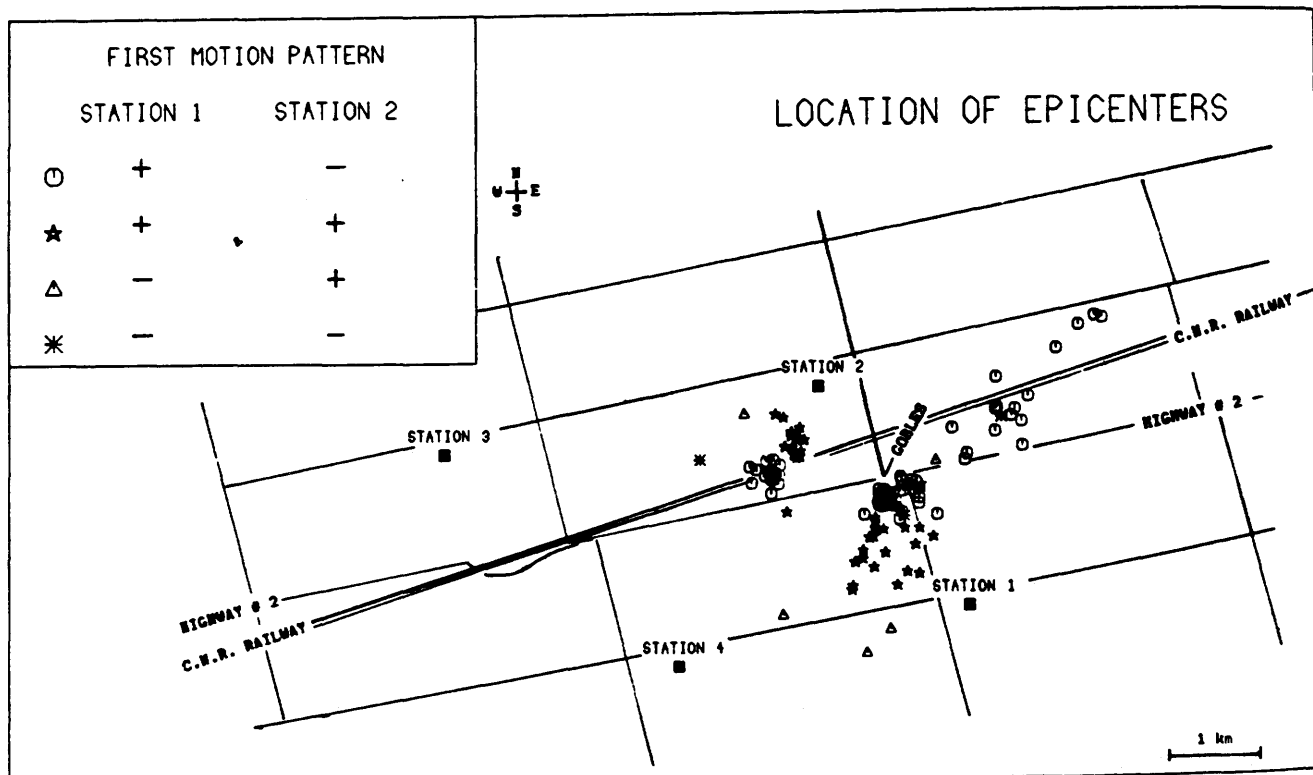 FIRST MOTION PATTERN
STATION 1 STATION 2
+ −
+ +
− +
− −
LOCATION OF EPICENTERS
N
W E
S
C.N.R. RAILWAY
STATION 2
GOBLES
HIGHWAY # 2
STATION 3
STATION 1
HIGHWAY # 2
C.N.R. RAILWAY
STATION 4
1 km